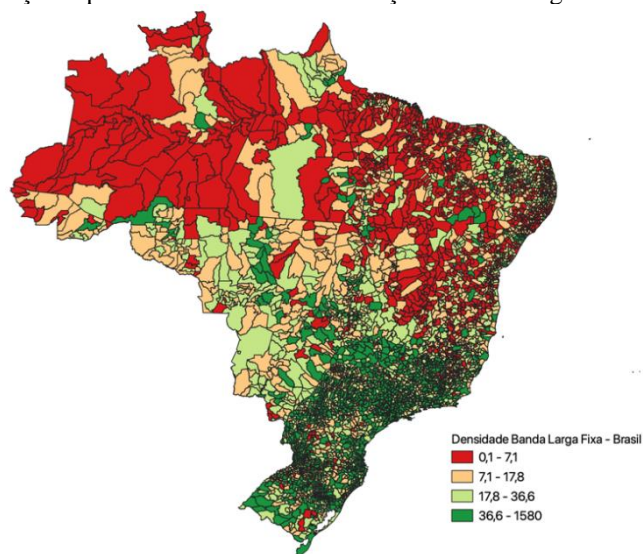 Densidade Banda Larga Fixa - Brasil
0,1 - 7,1
7,1 - 17,8
17,8 - 36,6
36,6 - 1580